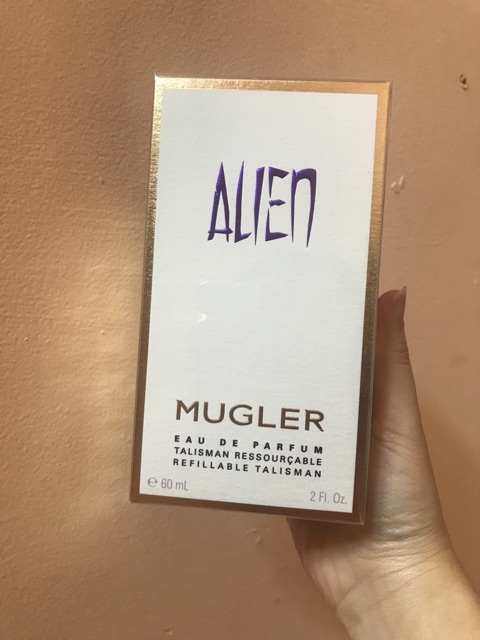 ALIEN
MUGLER
EAU DE PARFUM
TALISMAN RESSOURÇABLE
REFILLABLE TALISMAN
℮ 60 mL 2 Fl. Oz.